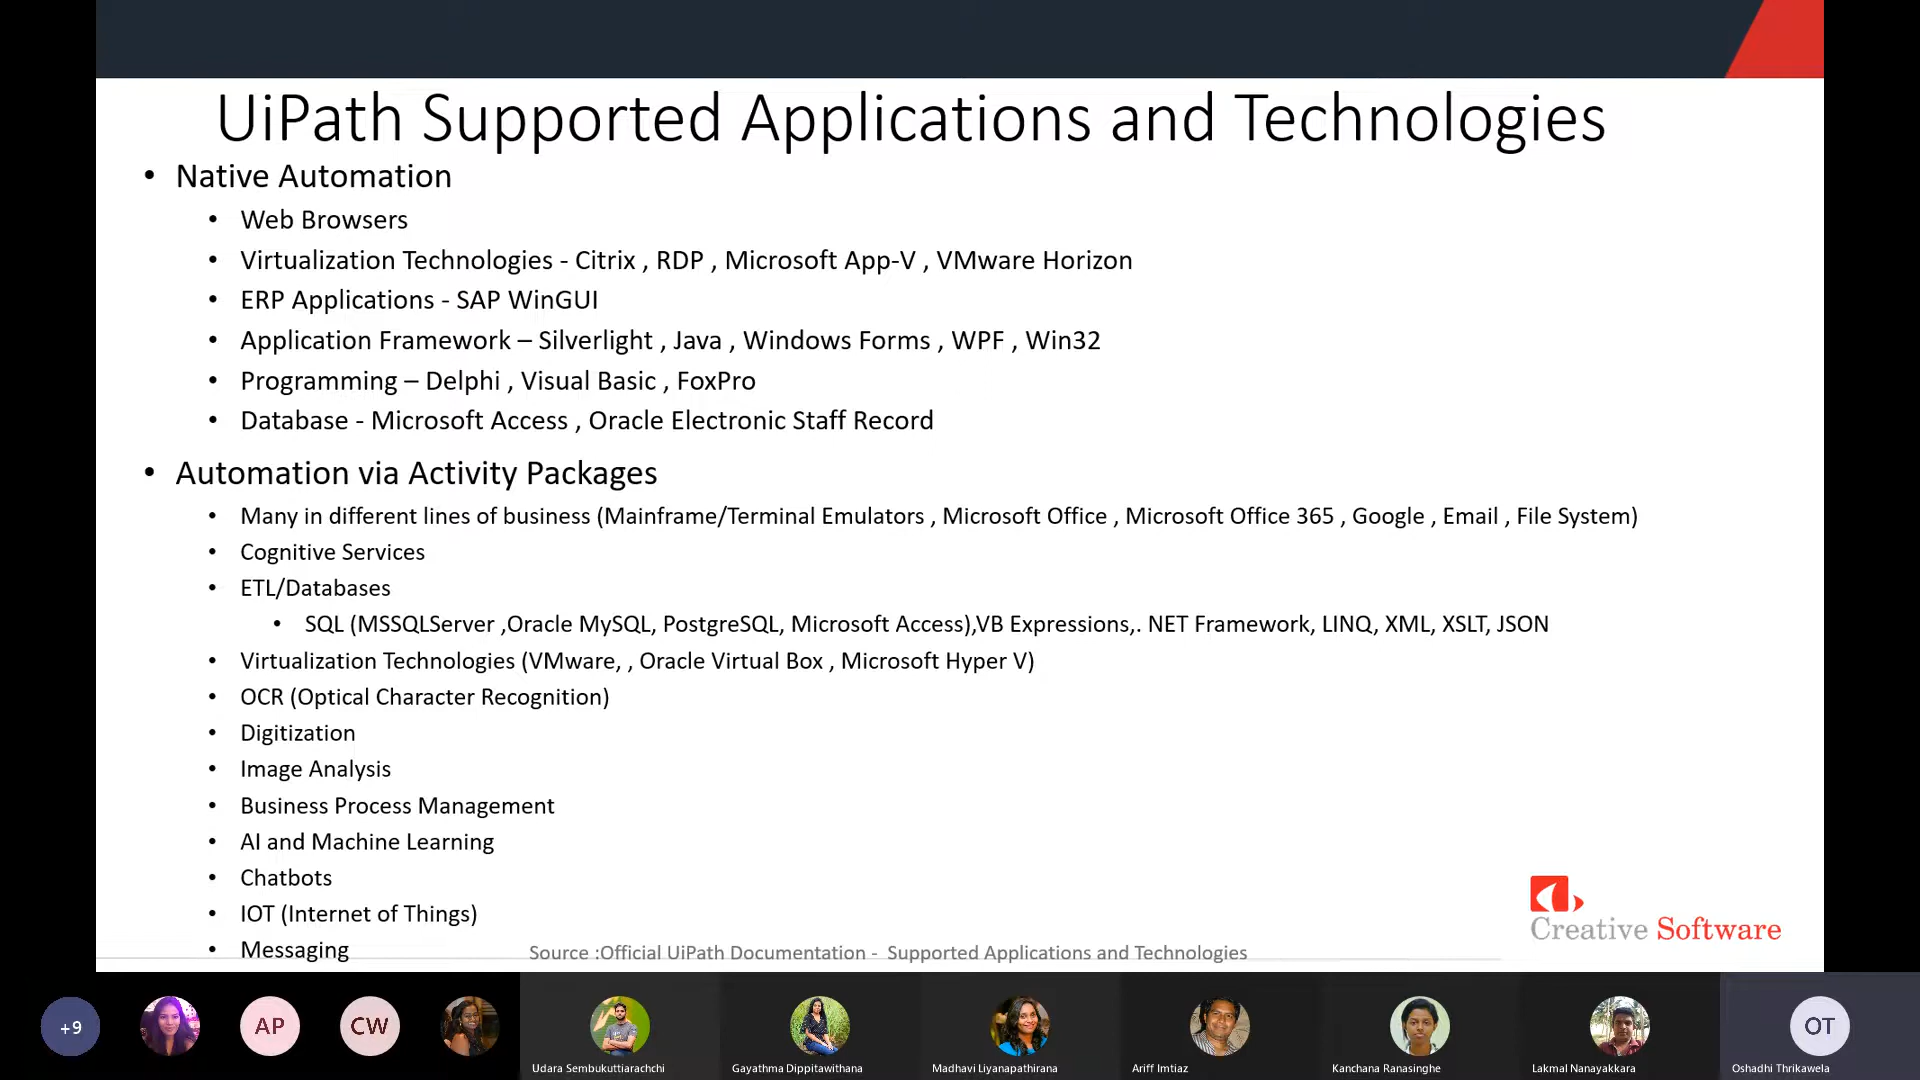 UiPath Supported Applications and Technologies
• Native Automation
• Web Browsers
• Virtualization Technologies - Citrix , RDP , Microsoft App-V , VMware Horizon
• ERP Applications - SAP WinGUI
• Application Framework – Silverlight , Java , Windows Forms , WPF , Win32
• Programming – Delphi , Visual Basic , FoxPro
• Database - Microsoft Access , Oracle Electronic Staff Record
• Automation via Activity Packages
• Many in different lines of business (Mainframe/Terminal Emulators , Microsoft Office , Microsoft Office 365 , Google , Email , File System)
• Cognitive Services
• ETL/Databases
• SQL (MSSQLServer ,Oracle MySQL, PostgreSQL, Microsoft Access),VB Expressions,. NET Framework, LINQ, XML, XSLT, JSON
• Virtualization Technologies (VMware, , Oracle Virtual Box , Microsoft Hyper V)
• OCR (Optical Character Recognition)
• Digitization
• Image Analysis
• Business Process Management
• AI and Machine Learning
• Chatbots
• IOT (Internet of Things)
• Messaging
Source :Official UiPath Documentation - Supported Applications and Technologies
Creative Software
+9
AP
CW
OT
Udara Sembukuttiarachchi
Gayathma Dippitawithana
Madhavi Liyanapathirana
Ariff Imtiaz
Kanchana Ranasinghe
Lakmal Nanayakkara
Oshadhi Thrikawela